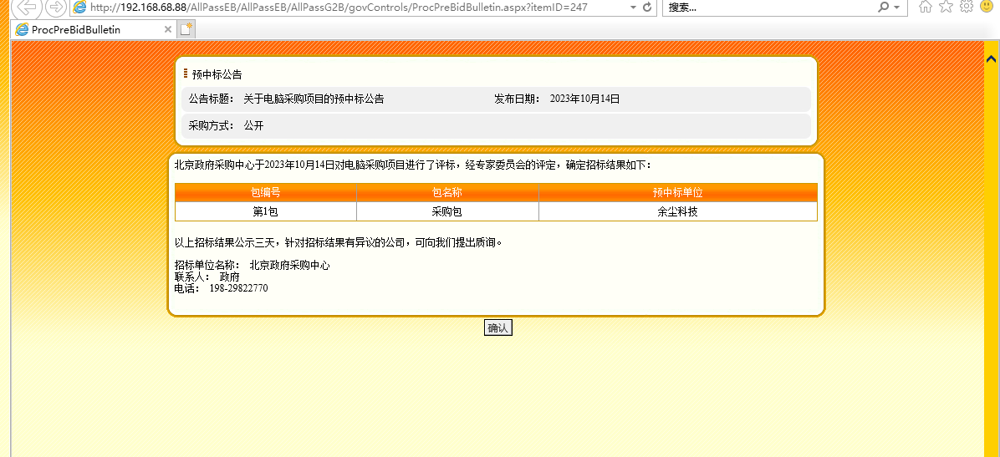 http://192.168.68.88/AllPassEB/AllPassEB/AllPassG2B/govControls/ProcPreBidBulletin.aspx?itemID=247
搜索...
ProcPreBidBulletin
预中标公告
公告标题： 关于电脑采购项目的预中标公告 发布日期： 2023年10月14日
采购方式： 公开
北京政府采购中心于2023年10月14日对电脑采购项目进行了评标，经专家委员会的评定，确定招标结果如下：
包编号 包名称 预中标单位
第1包 采购包 余尘科技
以上招标结果公示三天，针对招标结果有异议的公司，可向我们提出质询。
招标单位名称： 北京政府采购中心
联系人： 政府
电话： 198-29822770
确认